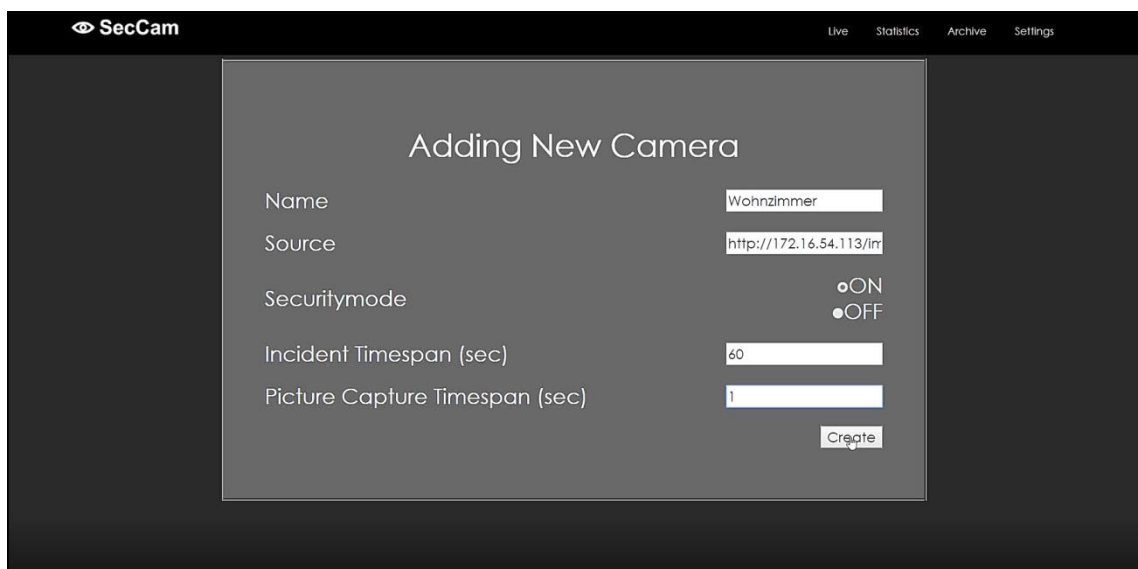 SecCam
Live Statistics Archive Settings
Adding New Camera
Name Wohnzimmer
Source http://172.16.54.113/im
Securitymode ON
OFF
Incident Timespan (sec) 60
Picture Capture Timespan (sec) 1
Create